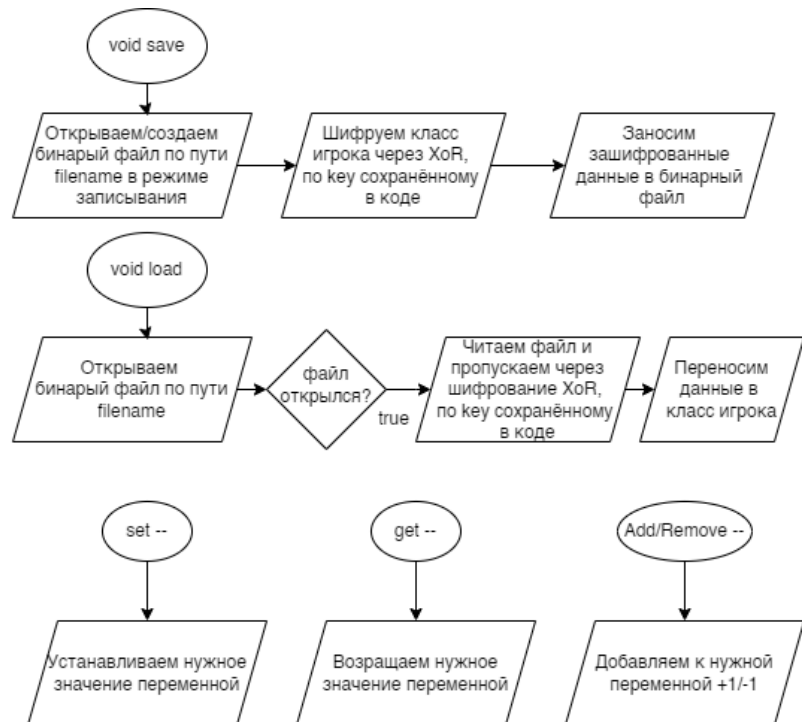 void save
Открываем/создаем
бинарый файл по пути
filename в режиме
записывания
Шифруем класс
игрока через XoR,
по key сохранённому
в коде
Заносим
зашифрованные
данные в бинарный
файл
void load
Открываем
бинарый файл по пути
filename
файл
открылся?
true
Читаем файл и
пропускаем через
шифрование XoR,
по key сохранённому
в коде
Переносим
данные в
класс игрока
set --
get --
Add/Remove --
Устанавливаем нужное
значение переменной
Возращаем нужное
значение переменной
Добавляем к нужной
переменной +1/-1